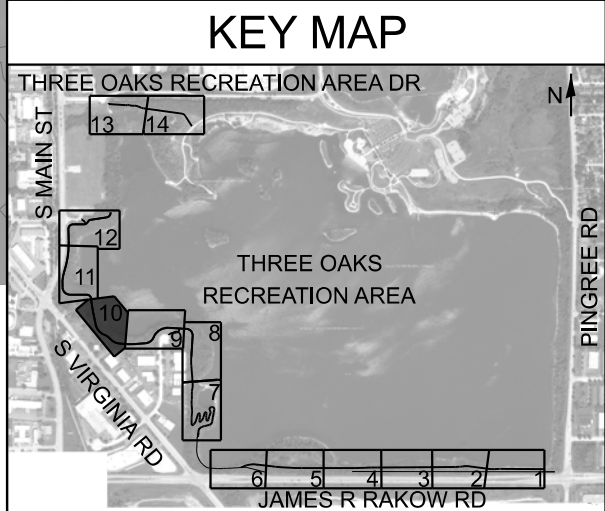 KEY MAP
THREE OAKS RECREATION AREA DR
N
13
14
S MAIN ST
12
THREE OAKS
RECREATION AREA
PINGREE RD
11
10
9
8
S VIRGINIA RD
7
6
5
4
3
2
1
JAMES R RAKOW RD